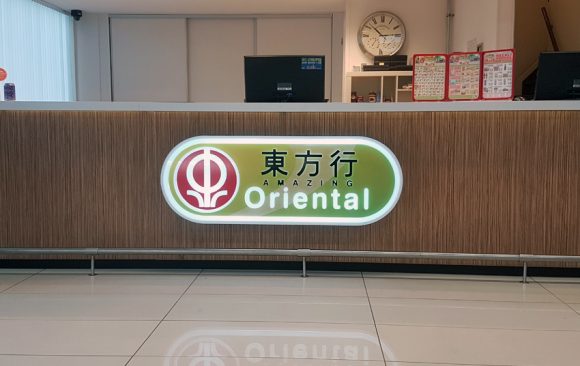 東方行
AMAZING
Oriental